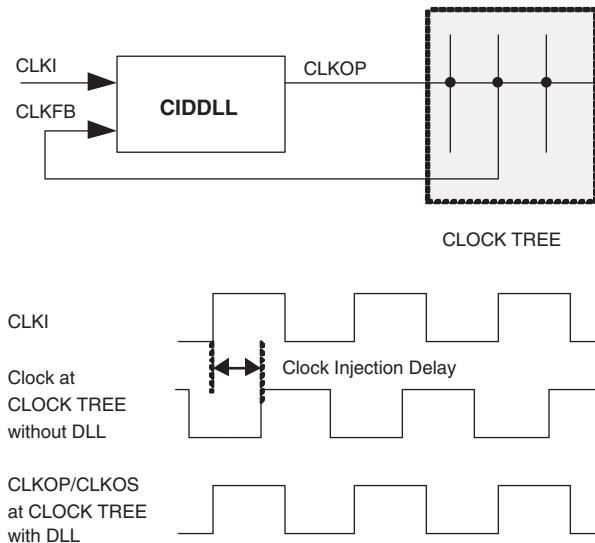 CLKI
CLKOP
CLKFB
CIDDLL
CLOCK TREE
CLKI
Clock Injection Delay
Clock at
CLOCK TREE
without DLL
CLKOP/CLKOS
at CLOCK TREE
with DLL